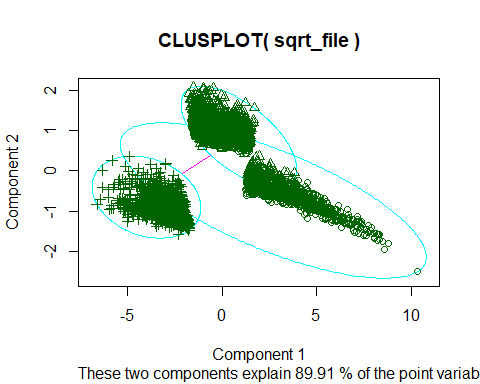 CLUSPLOT( sqrt_file )
2
1
0
-1
-2
Component 2
-5 0 5 10
Component 1
These two components explain 89.91 % of the point variab